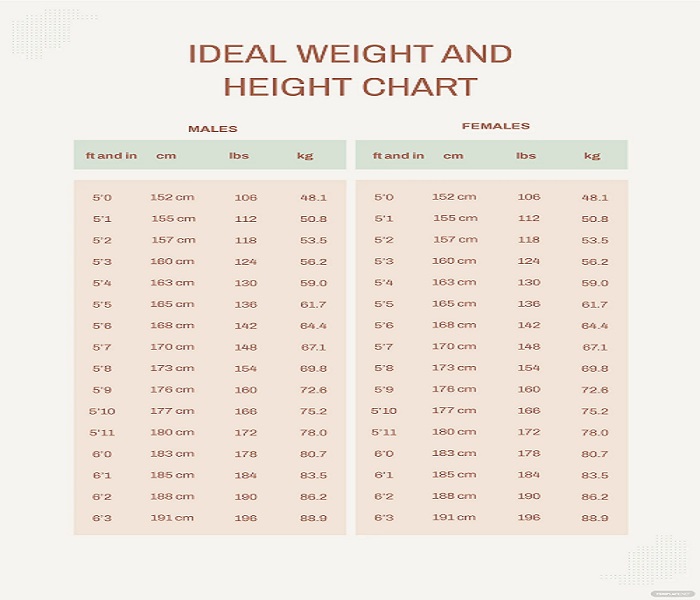 IDEAL WEIGHT AND
HEIGHT CHART
MALES FEMALES
ft and in cm lbs kg ft and in cm lbs kg
5'0 152 cm 106 48.1 5'0 152 cm 106 48.1
5'1 155 cm 112 50.8 5'1 155 cm 112 50.8
5'2 157 cm 118 53.5 5'2 157 cm 118 53.5
5'3 160 cm 124 56.2 5'3 160 cm 124 56.2
5'4 163 cm 130 59.0 5'4 163 cm 130 59.0
5'5 165 cm 136 61.7 5'5 165 cm 136 61.7
5'6 168 cm 142 64.4 5'6 168 cm 142 64.4
5'7 170 cm 148 67.1 5'7 170 cm 148 67.1
5'8 173 cm 154 69.8 5'8 173 cm 154 69.8
5'9 176 cm 160 72.6 5'9 176 cm 160 72.6
5'10 177 cm 166 75.2 5'10 177 cm 166 75.2
5'11 180 cm 172 78.0 5'11 180 cm 172 78.0
6'0 183 cm 178 80.7 6'0 183 cm 178 80.7
6'1 185 cm 184 83.5 6'1 185 cm 184 83.5
6'2 188 cm 190 86.2 6'2 188 cm 190 86.2
6'3 191 cm 196 88.9 6'3 191 cm 196 88.9